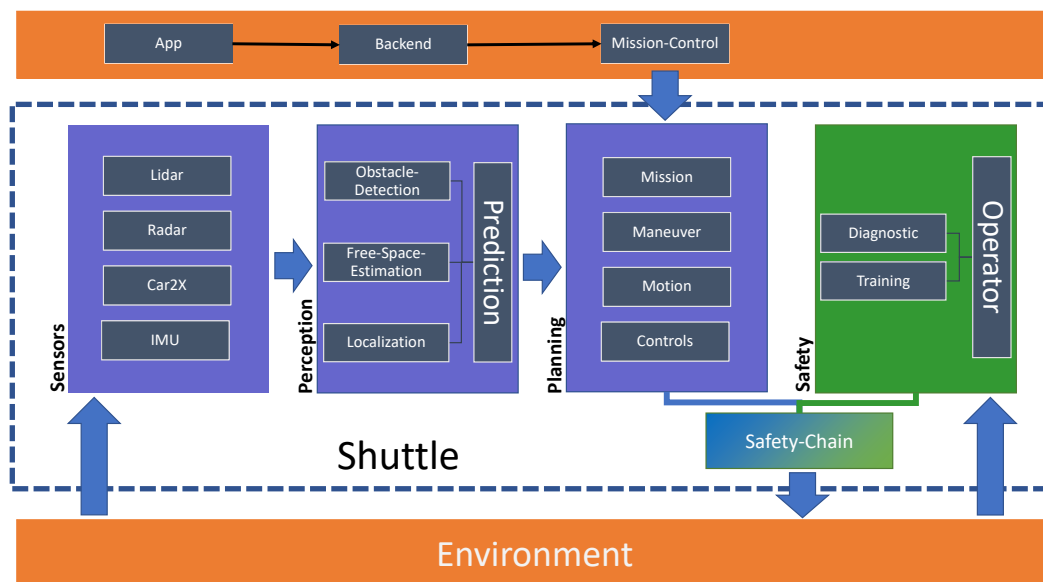 App
Backend
Mission-Control
Sensors
Lidar
Radar
Car2X
IMU
Perception
Obstacle-
Detection
Free-Space-
Estimation
Localization
Prediction
Planning
Mission
Maneuver
Motion
Controls
Safety
Diagnostic
Training
Operator
Safety-Chain
Shuttle
Environment